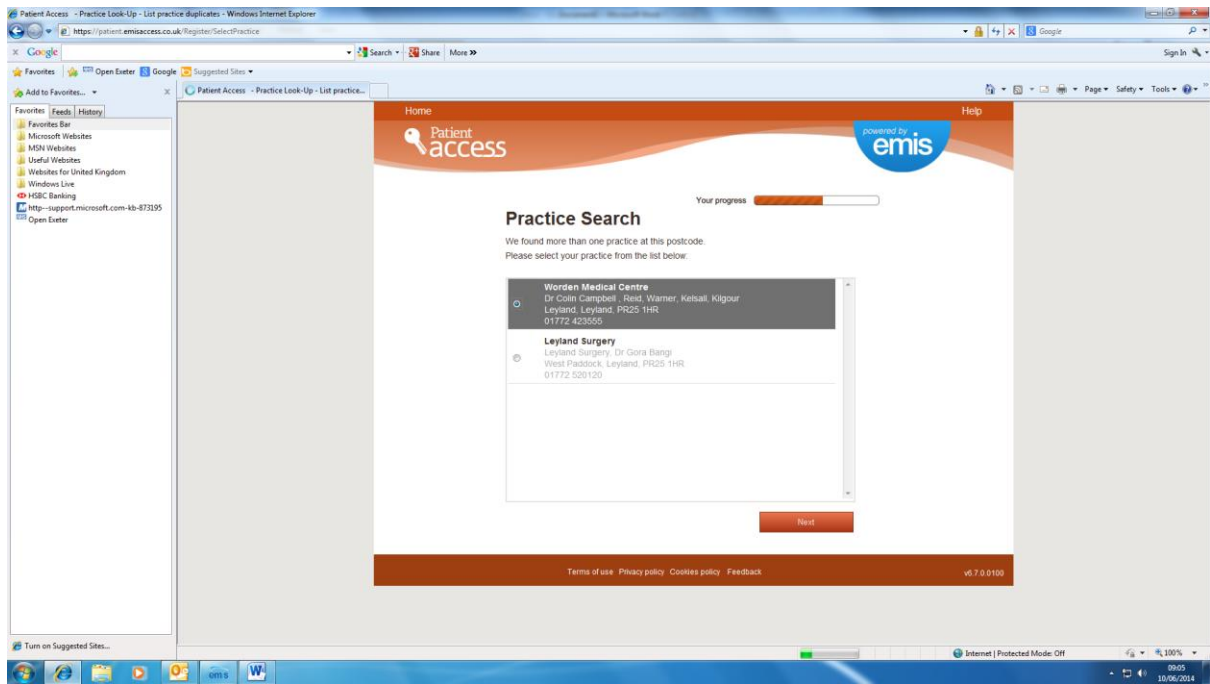 Patient Access - Practice Look-Up - List practice duplicates - Windows Internet Explorer
https://patient.emisaccess.co.uk/Register/SelectPractice
Google
x Google
Search
Share
More »
Sign In
Favorites
Open Exeter
Google
Suggested Sites
Add to Favorites...
x
Patient Access - Practice Look-Up - List practice...
Page
Safety
Tools
Favorites
Feeds
History
Favorites Bar
Microsoft Websites
MSN Websites
Useful Websites
Websites for United Kingdom
Windows Live
HSBC Banking
http--support.microsoft.com-kb-873195
Open Exeter
Home
Help
Patient
access
powered by
emis
Your progress
Practice Search
We found more than one practice at this postcode.
Please select your practice from the list below:
Worden Medical Centre
Dr Colin Campbell , Reid, Warner, Kelsall, Kilgour
Leyland, Leyland, PR25 1HR
01772 423555
Leyland Surgery
Leyland Surgery, Dr Gora Bangi
West Paddock, Leyland, PR25 1HR
01772 520120
Next
Terms of use Privacy policy Cookies policy Feedback
v6.7.0.0100
Turn on Suggested Sites...
Internet | Protected Mode: Off
100%
emis
W
09:05
10/06/2014